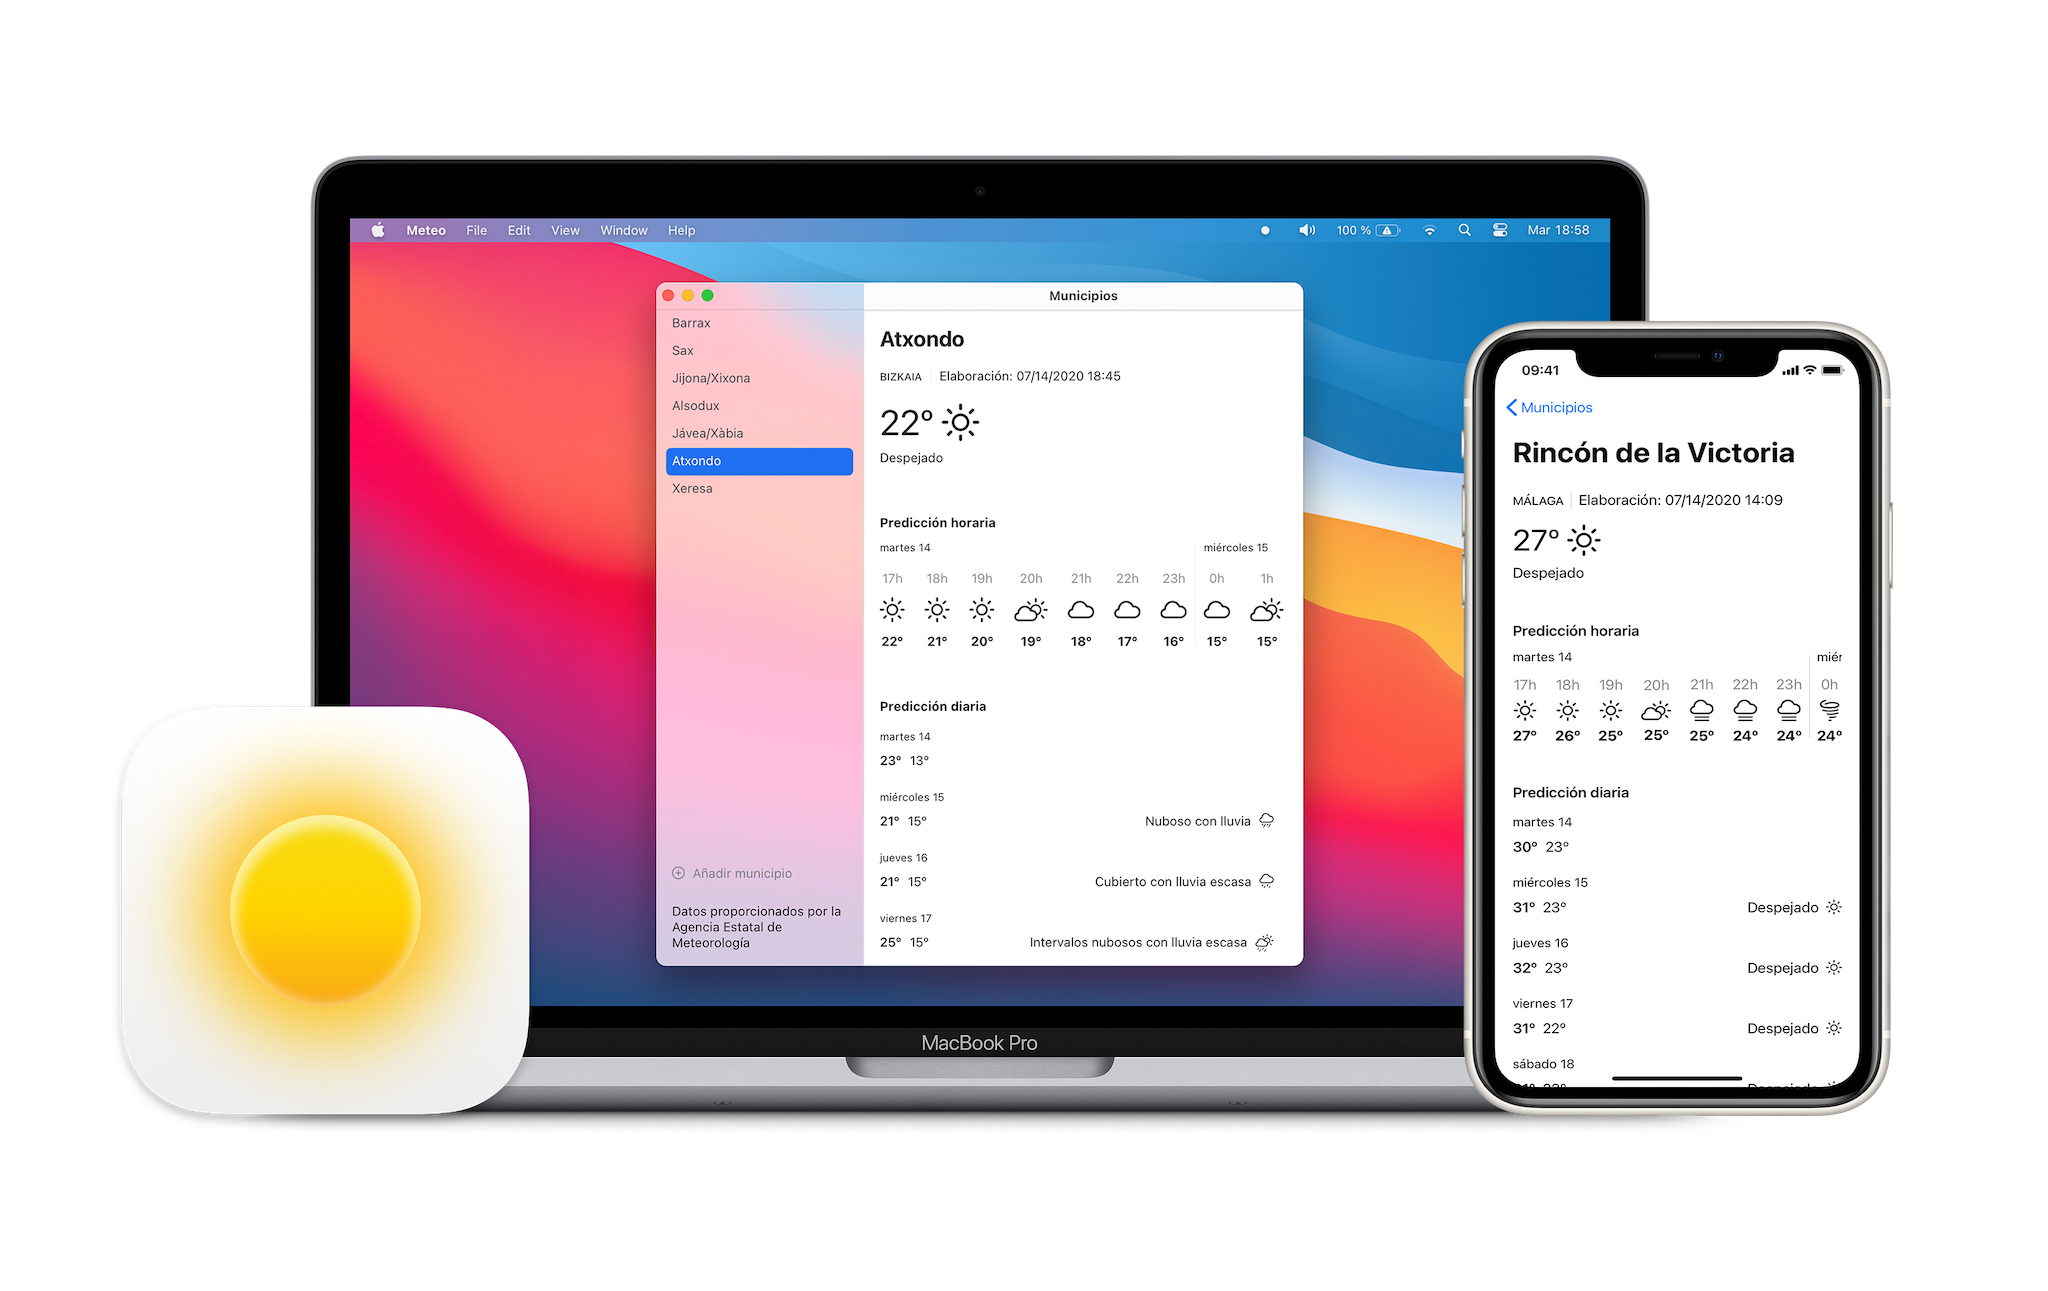 Meteo File Edit View Window Help 100 % Mar 18:58
Municipios
Barrax
Sax
Jijona/Xixona
Alsodux
Jávea/Xàbia
Atxondo
Xeresa
Añadir municipio
Datos proporcionados por la
Agencia Estatal de
Meteorología
Atxondo
BIZKAIA Elaboración: 07/14/2020 18:45
22°
Despejado
Predicción horaria
martes 14 miércoles 15
17h 18h 19h 20h 21h 22h 23h 0h 1h
22° 21° 20° 19° 18° 17° 16° 15° 15°
Predicción diaria
martes 14
23° 13°
miércoles 15
21° 15° Nuboso con lluvia
jueves 16
21° 15° Cubierto con lluvia escasa
viernes 17
25° 15° Intervalos nubosos con lluvia escasa
MacBook Pro
09:41
Municipios
Rincón de la Victoria
MÁLAGA Elaboración: 07/14/2020 14:09
27°
Despejado
Predicción horaria
martes 14 miér
17h 18h 19h 20h 21h 22h 23h 0h
27° 26° 25° 25° 25° 24° 24° 24°
Predicción diaria
martes 14
30° 23°
miércoles 15
31° 23° Despejado
jueves 16
32° 23° Despejado
viernes 17
31° 22° Despejado
sábado 18